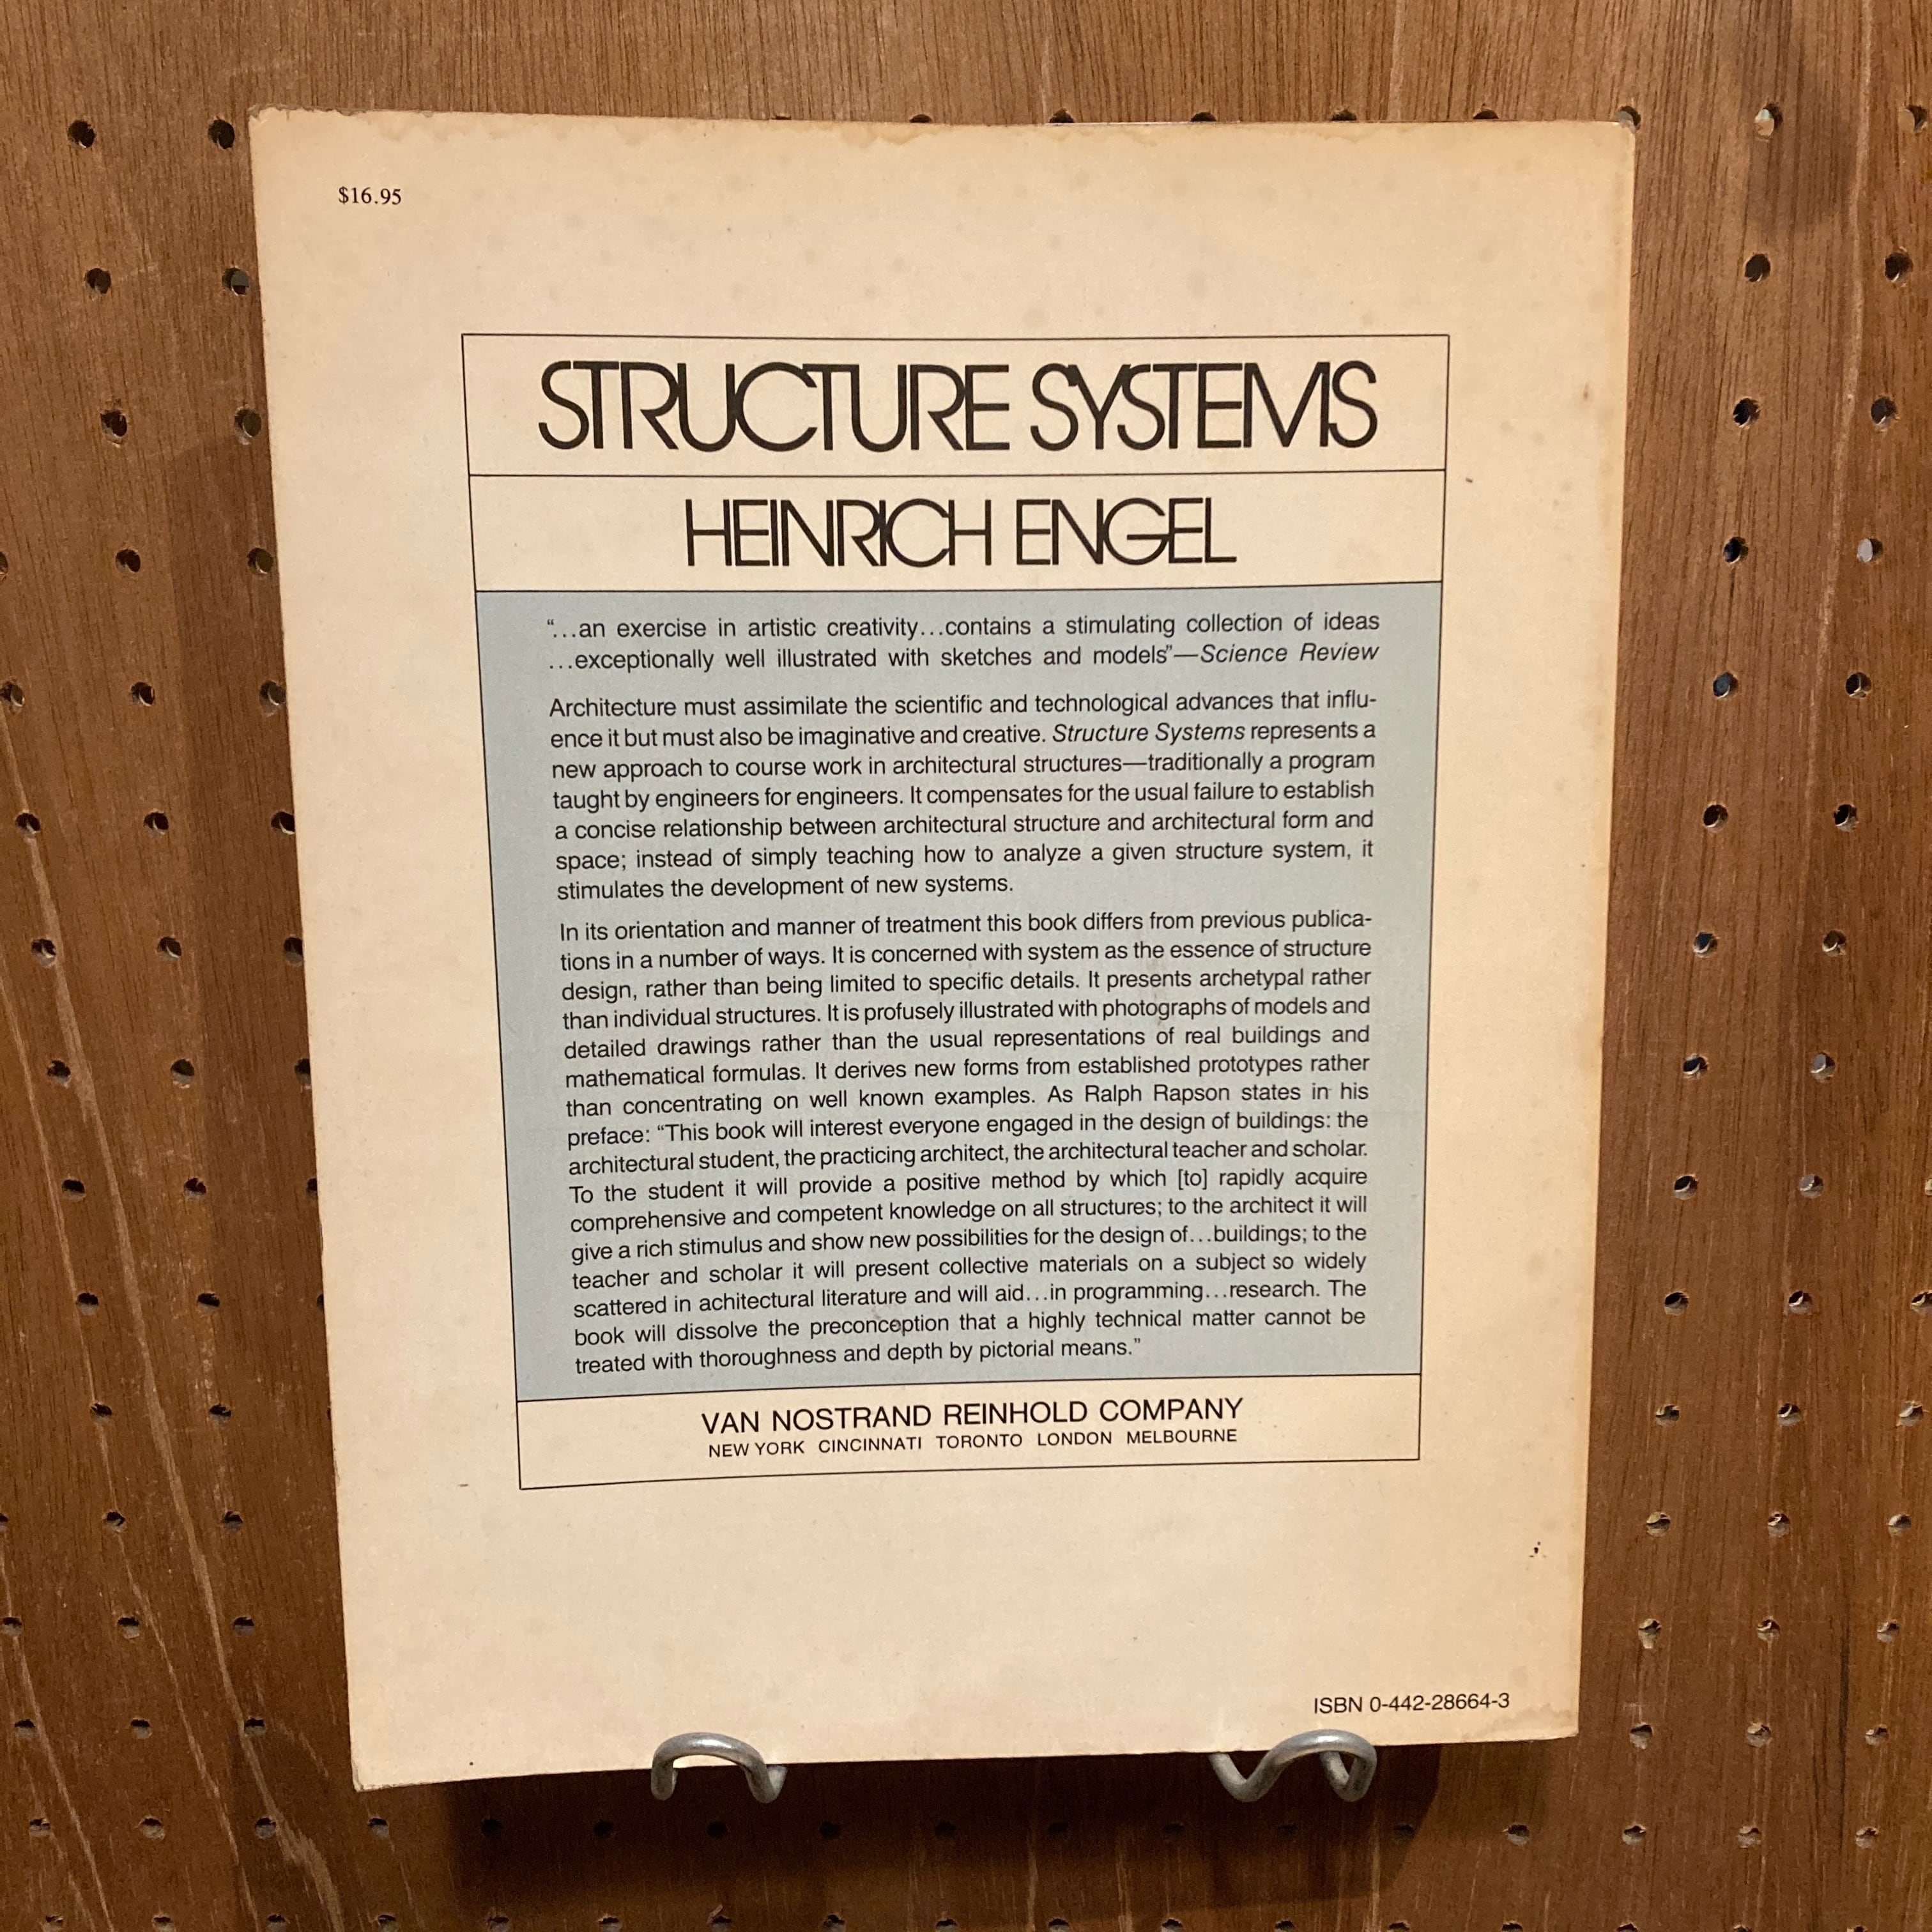 $16.95
STRUCTURE SYSTEMS
HEINRICH ENGEL
“...an exercise in artistic creativity...contains a stimulating collection of ideas
...exceptionally well illustrated with sketches and models”—Science Review
Architecture must assimilate the scientific and technological advances that influ-
ence it but must also be imaginative and creative. Structure Systems represents a
new approach to course work in architectural structures—traditionally a program
taught by engineers for engineers. It compensates for the usual failure to establish
a concise relationship between architectural structure and architectural form and
space; instead of simply teaching how to analyze a given structure system, it
stimulates the development of new systems.
In its orientation and manner of treatment this book differs from previous publica-
tions in a number of ways. It is concerned with system as the essence of structure
design, rather than being limited to specific details. It presents archetypal rather
than individual structures. It is profusely illustrated with photographs of models and
detailed drawings rather than the usual representations of real buildings and
mathematical formulas. It derives new forms from established prototypes rather
than concentrating on well known examples. As Ralph Rapson states in his
preface: “This book will interest everyone engaged in the design of buildings: the
architectural student, the practicing architect, the architectural teacher and scholar.
To the student it will provide a positive method by which [to] rapidly acquire
comprehensive and competent knowledge on all structures; to the architect it will
give a rich stimulus and show new possibilities for the design of...buildings; to the
teacher and scholar it will present collective materials on a subject so widely
scattered in achitectural literature and will aid...in programming...research. The
book will dissolve the preconception that a highly technical matter cannot be
treated with thoroughness and depth by pictorial means.”
VAN NOSTRAND REINHOLD COMPANY
NEW YORK CINCINNATI TORONTO LONDON MELBOURNE
ISBN 0-442-28664-3